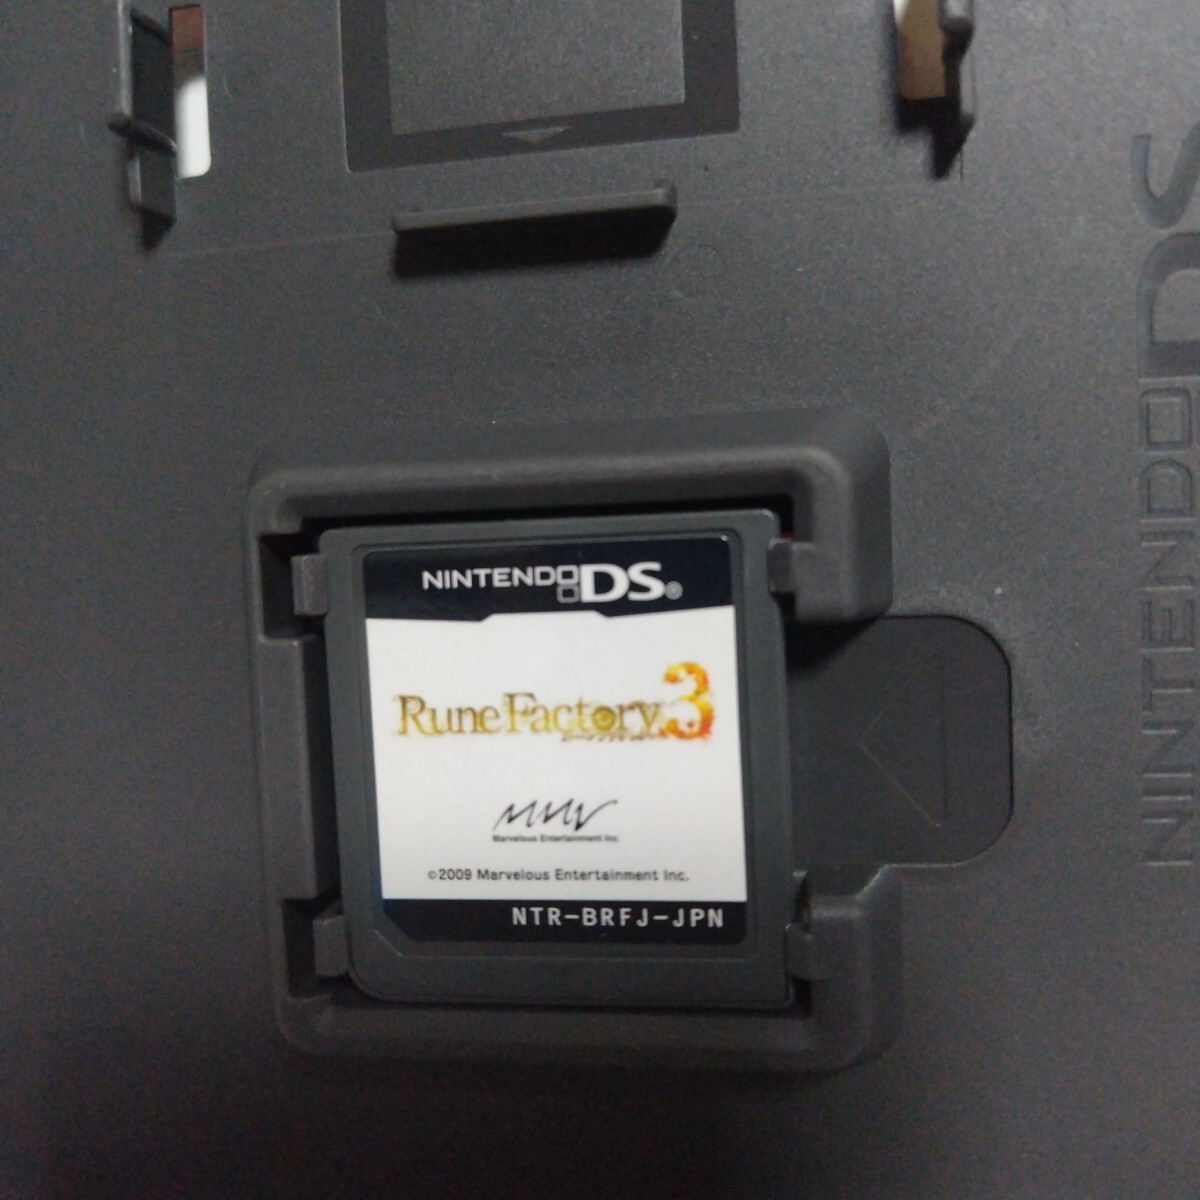 NINTENDO DS®
Rune Factory 3
Marvelous Entertainment Inc.
©2009 Marvelous Entertainment Inc.
NTR-BRFJ-JPN
NINTENDO DS